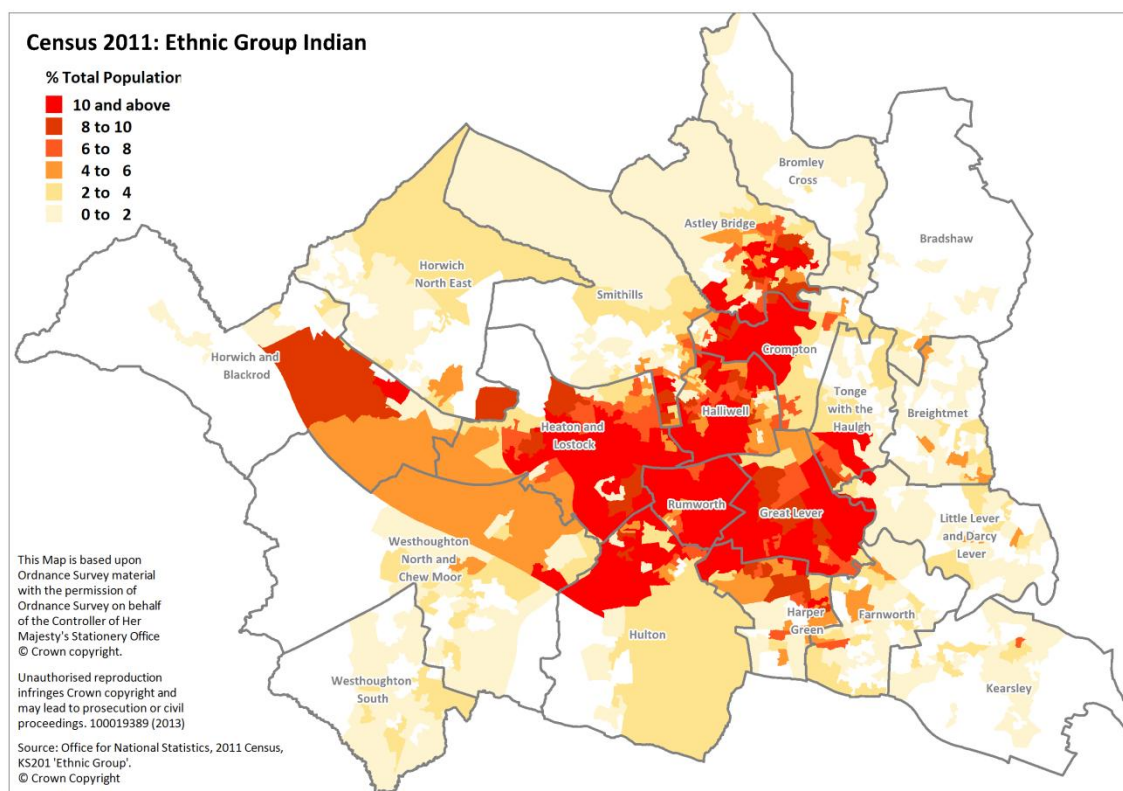 Census 2011: Ethnic Group Indian
% Total Population
10 and above
8 to 10
6 to 8
4 to 6
2 to 4
0 to 2
Bromley
Cross
Astley Bridge
Bradshaw
Horwich
North East
Smithills
Horwich and
Blackrod
Crompton
Tonge
with the
Haulgh
Halliwell
Breightmet
Heaton and
Lostock
Rumworth
Great Lever
Little Lever
and Darcy
Lever
Westhoughton
North and
Chew Moor
Harper
Green
Farnworth
Hulton
Westhoughton
South
Kearsley
This Map is based upon
Ordnance Survey material
with the permission of
Ordnance Survey on behalf
of the Controller of Her
Majesty's Stationery Office
© Crown copyright.
Unauthorised reproduction
infringes Crown copyright and
may lead to prosecution or civil
proceedings. 100019389 (2013)
Source: Office for National Statistics, 2011 Census,
KS201 'Ethnic Group'.
© Crown Copyright